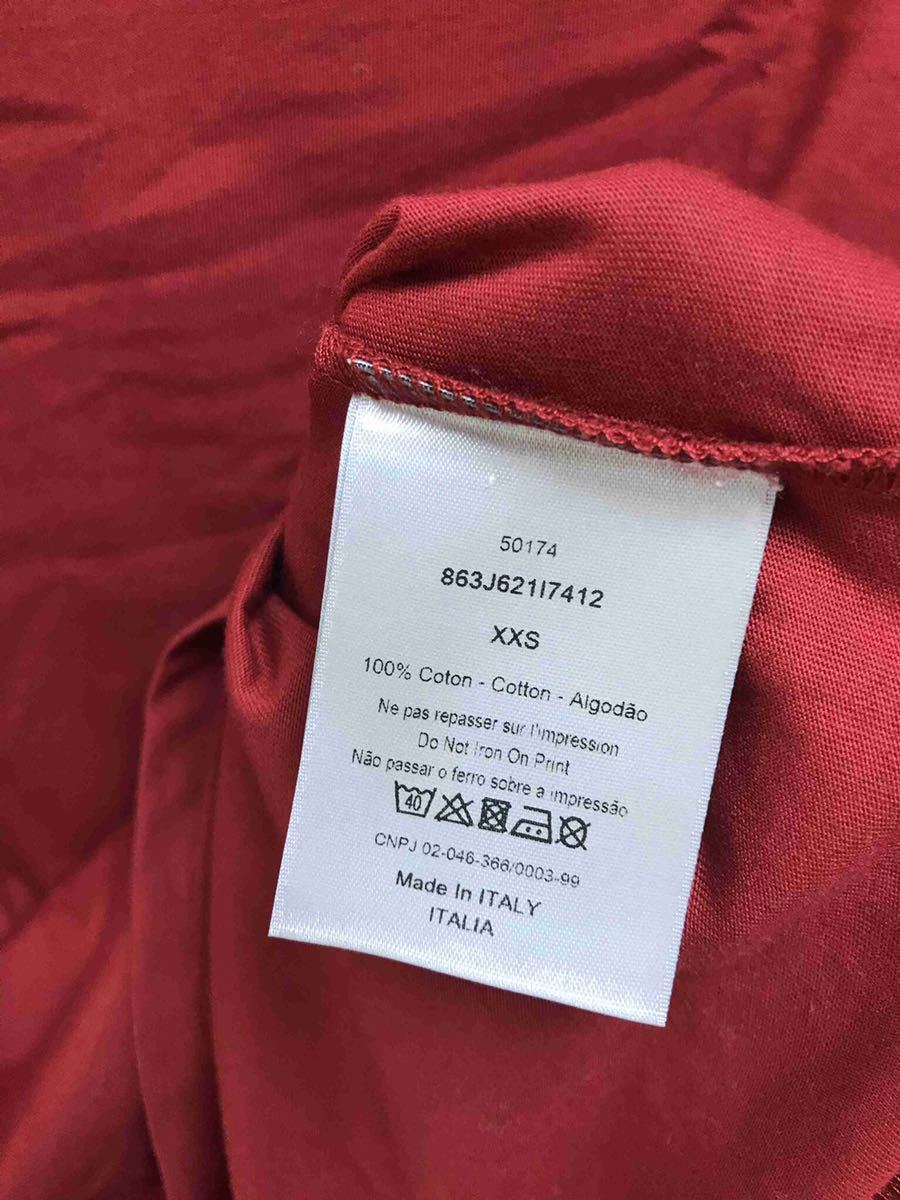 50174
863J621I7412
XXS
100% Coton - Cotton - Algodão
Ne pas repasser sur l'impression
Do Not Iron On Print
Não passar o ferro sobre a impressão
40
CNPJ 02-046-366/0003-99
Made In ITALY
ITALIA